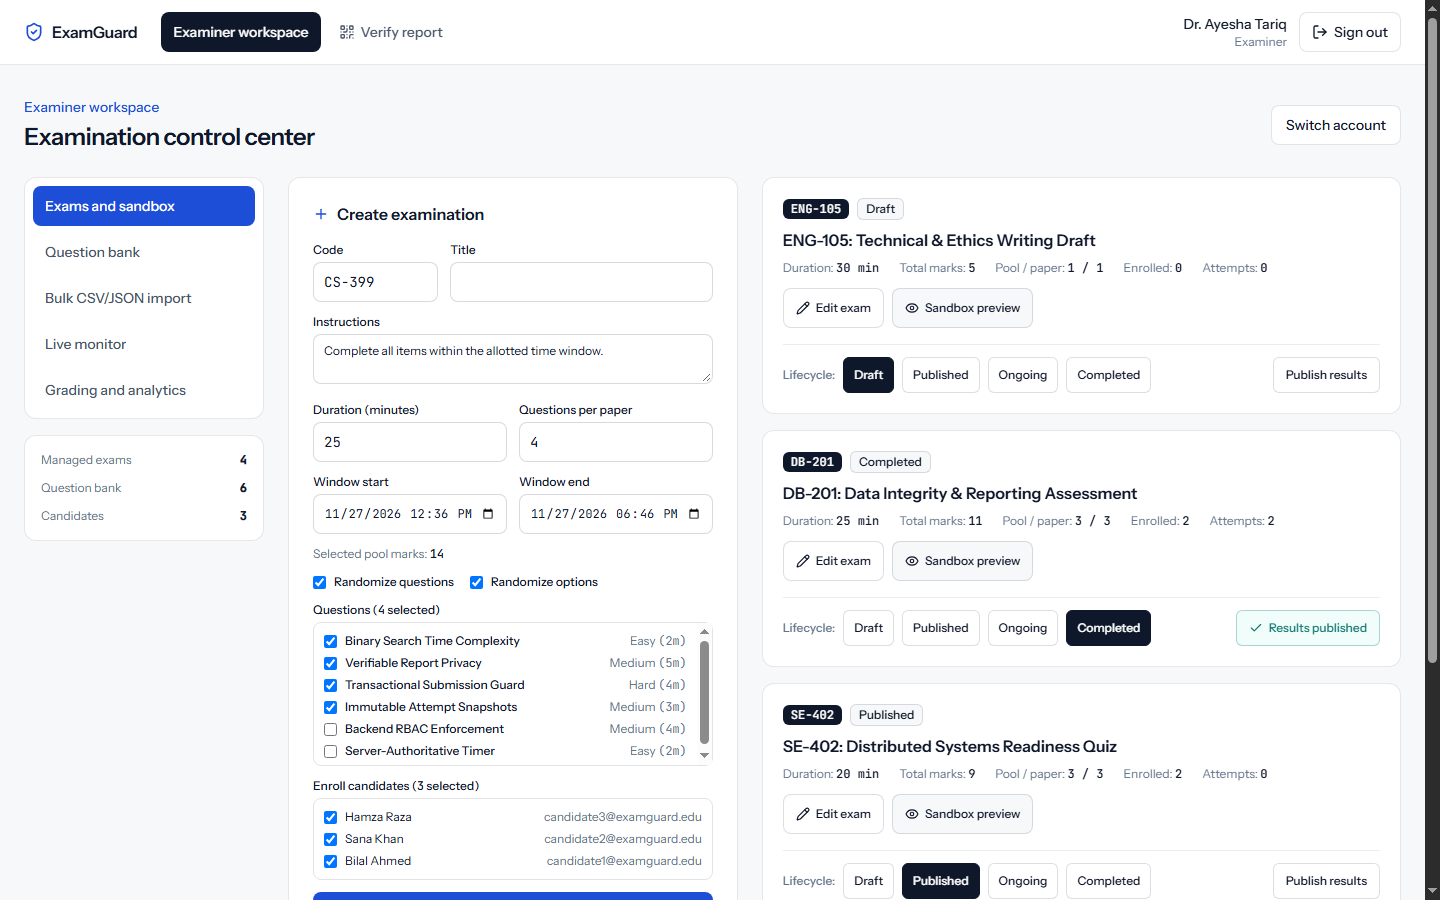 ExamGuard
Examiner workspace
Verify report
Dr. Ayesha Tariq
Examiner
Sign out
Examiner workspace
Examination control center
Switch account
Exams and sandbox
Question bank
Bulk CSV/JSON import
Live monitor
Grading and analytics
Managed exams 4
Question bank 6
Candidates 3
Create examination
Code Title
CS-399
Instructions
Complete all items within the allotted time window.
Duration (minutes) Questions per paper
25 4
Window start Window end
11/27/2026 12:36 PM 11/27/2026 06:46 PM
Selected pool marks: 14
Randomize questions Randomize options
Questions (4 selected)
Binary Search Time Complexity Easy (2m)
Verifiable Report Privacy Medium (5m)
Transactional Submission Guard Hard (4m)
Immutable Attempt Snapshots Medium (3m)
Backend RBAC Enforcement Medium (4m)
Server-Authoritative Timer Easy (2m)
Enroll candidates (3 selected)
Hamza Raza candidate3@examguard.edu
Sana Khan candidate2@examguard.edu
Bilal Ahmed candidate1@examguard.edu
ENG-105 Draft
ENG-105: Technical & Ethics Writing Draft
Duration: 30 min Total marks: 5 Pool / paper: 1 / 1 Enrolled: 0 Attempts: 0
Edit exam Sandbox preview
Lifecycle: Draft Published Ongoing Completed Publish results
DB-201 Completed
DB-201: Data Integrity & Reporting Assessment
Duration: 25 min Total marks: 11 Pool / paper: 3 / 3 Enrolled: 2 Attempts: 2
Edit exam Sandbox preview
Lifecycle: Draft Published Ongoing Completed Results published
SE-402 Published
SE-402: Distributed Systems Readiness Quiz
Duration: 20 min Total marks: 9 Pool / paper: 3 / 3 Enrolled: 2 Attempts: 0
Edit exam Sandbox preview
Lifecycle: Draft Published Ongoing Completed Publish results